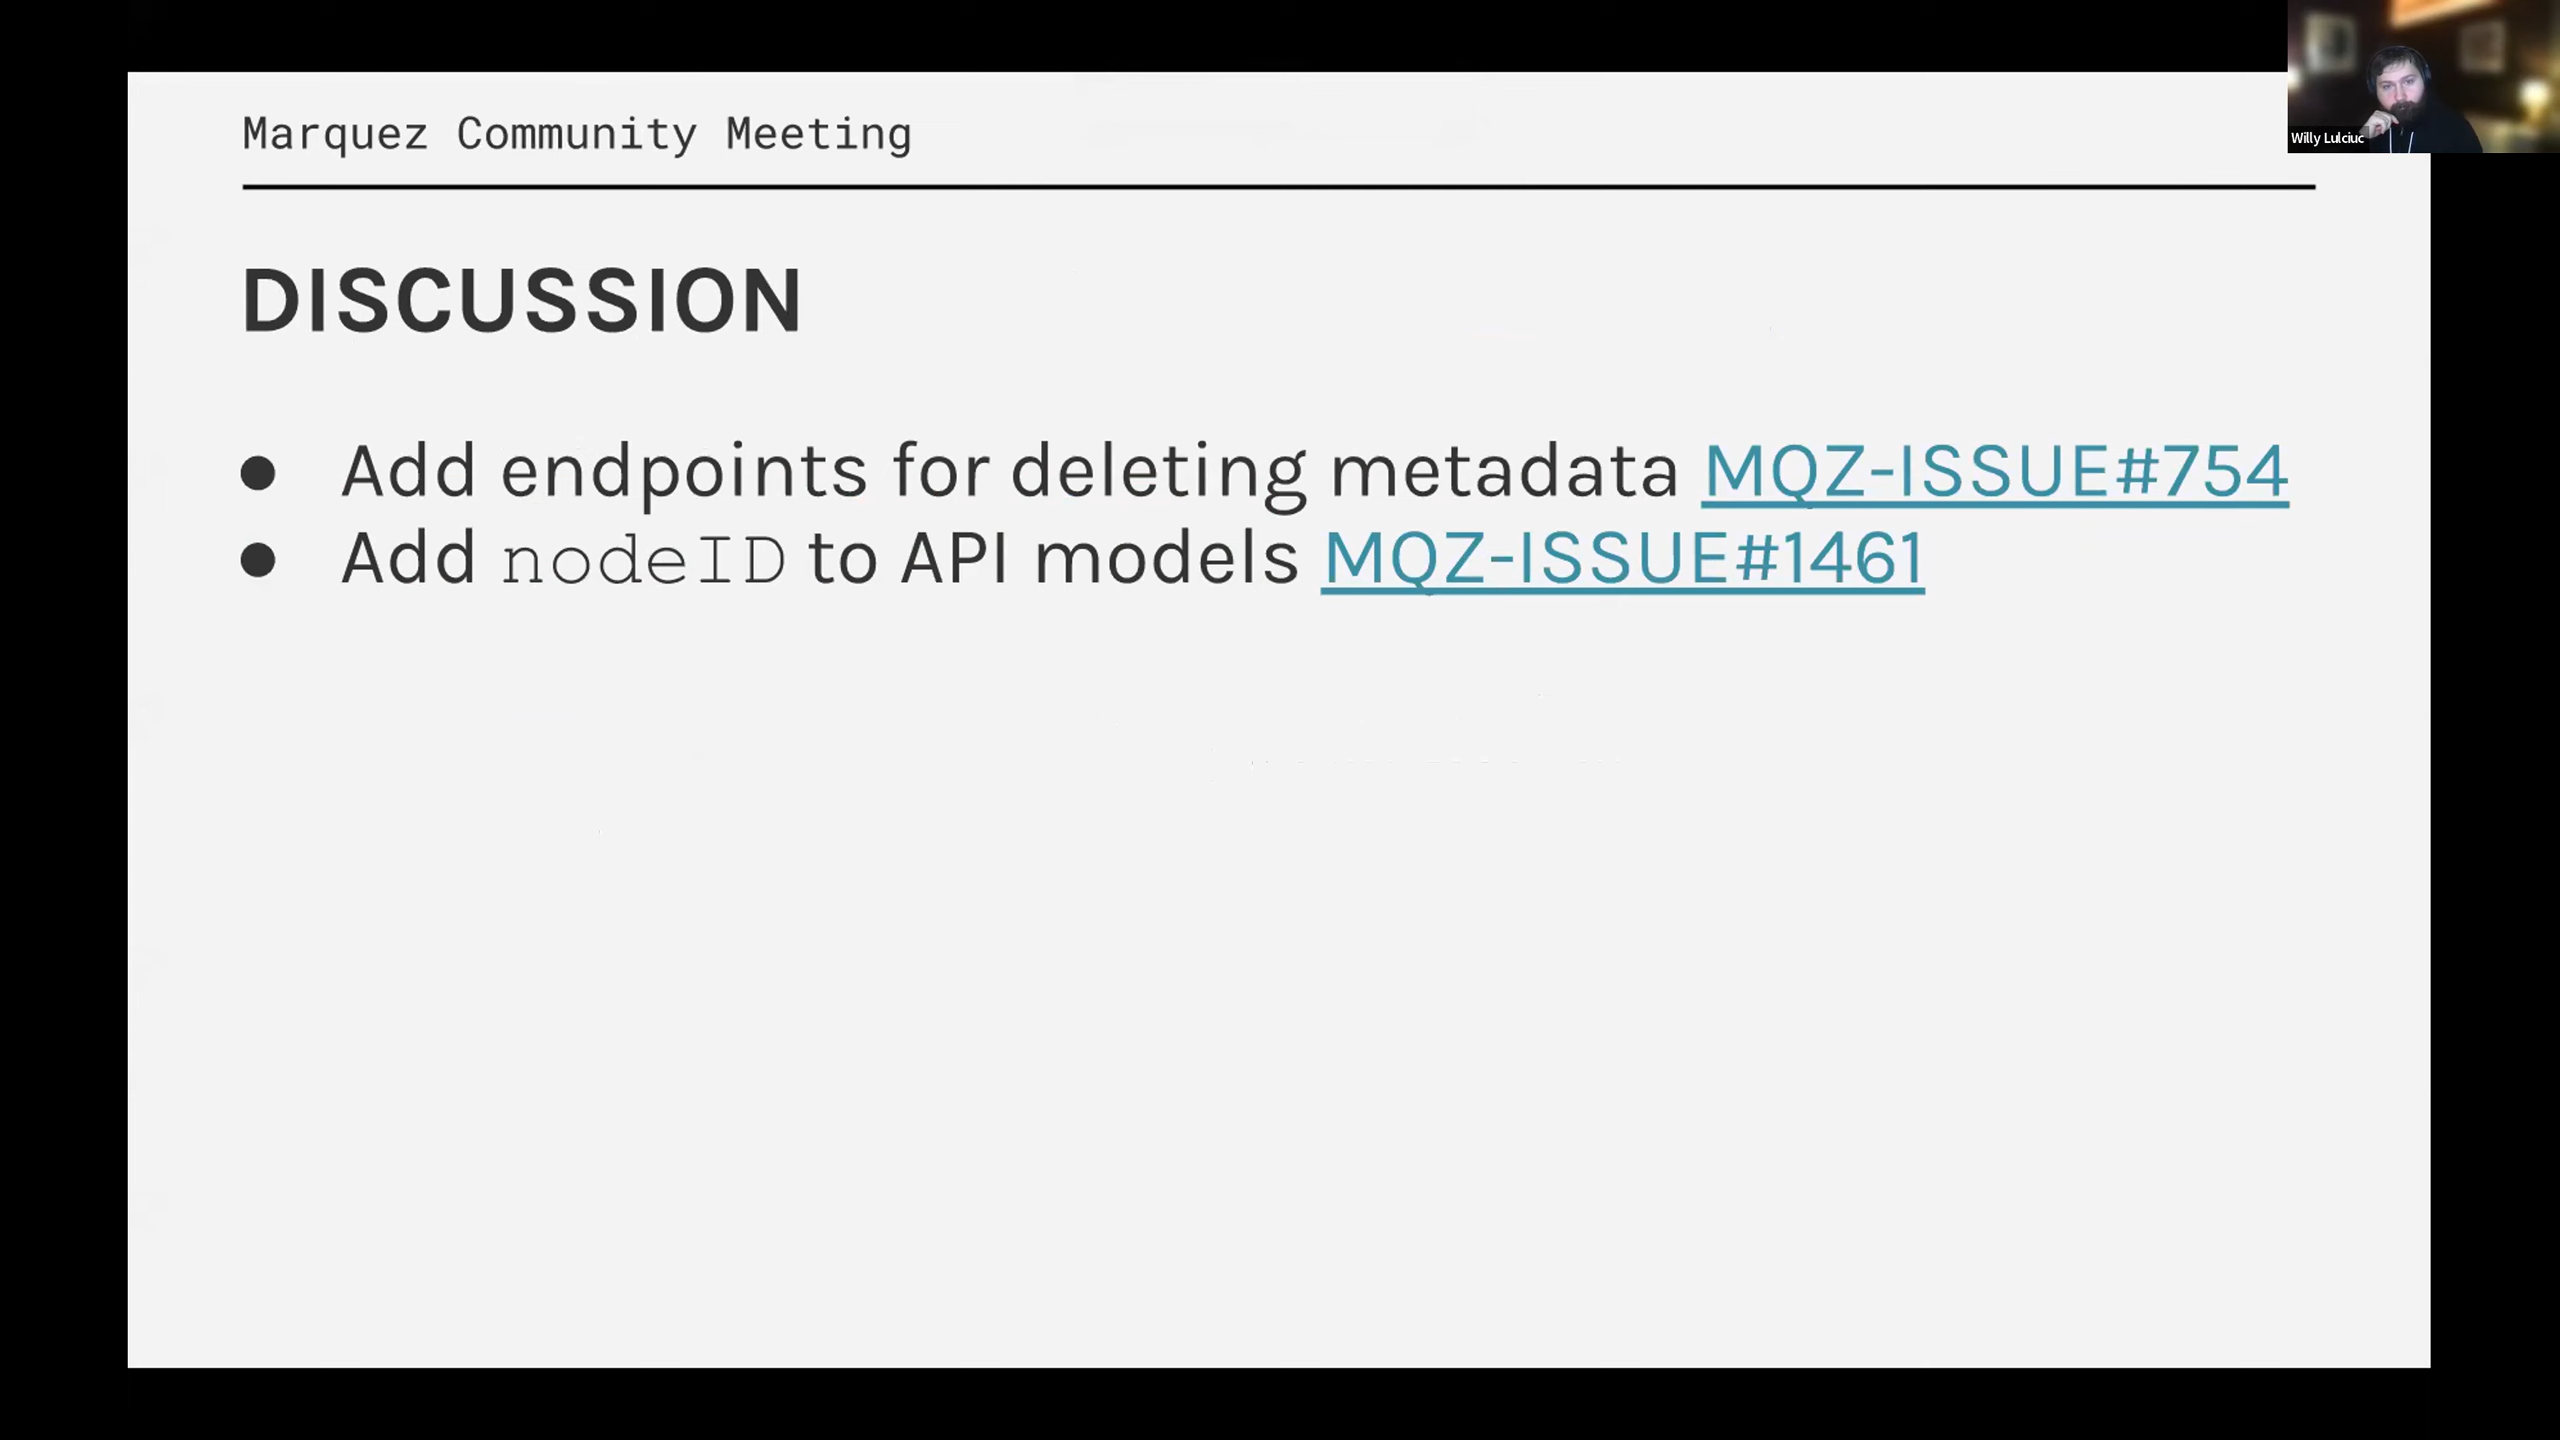 Marquez Community Meeting
Willy Lulciuc
DISCUSSION
● Add endpoints for deleting metadata MQZ-ISSUE#754
● Add nodeID to API models MQZ-ISSUE#1461